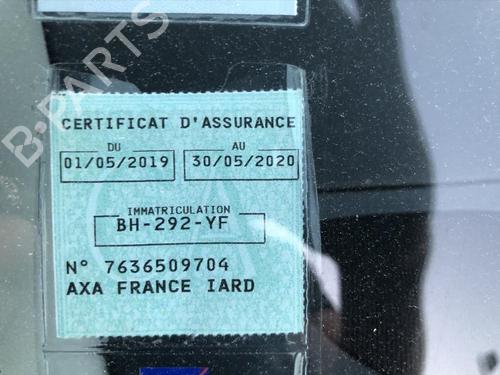 CERTIFICAT D'ASSURANCE
DU AU
01/05/2019 30/05/2020
IMMATRICULATION
BH-292-YF
N° 7636509704
AXA FRANCE IARD
B-PARTS